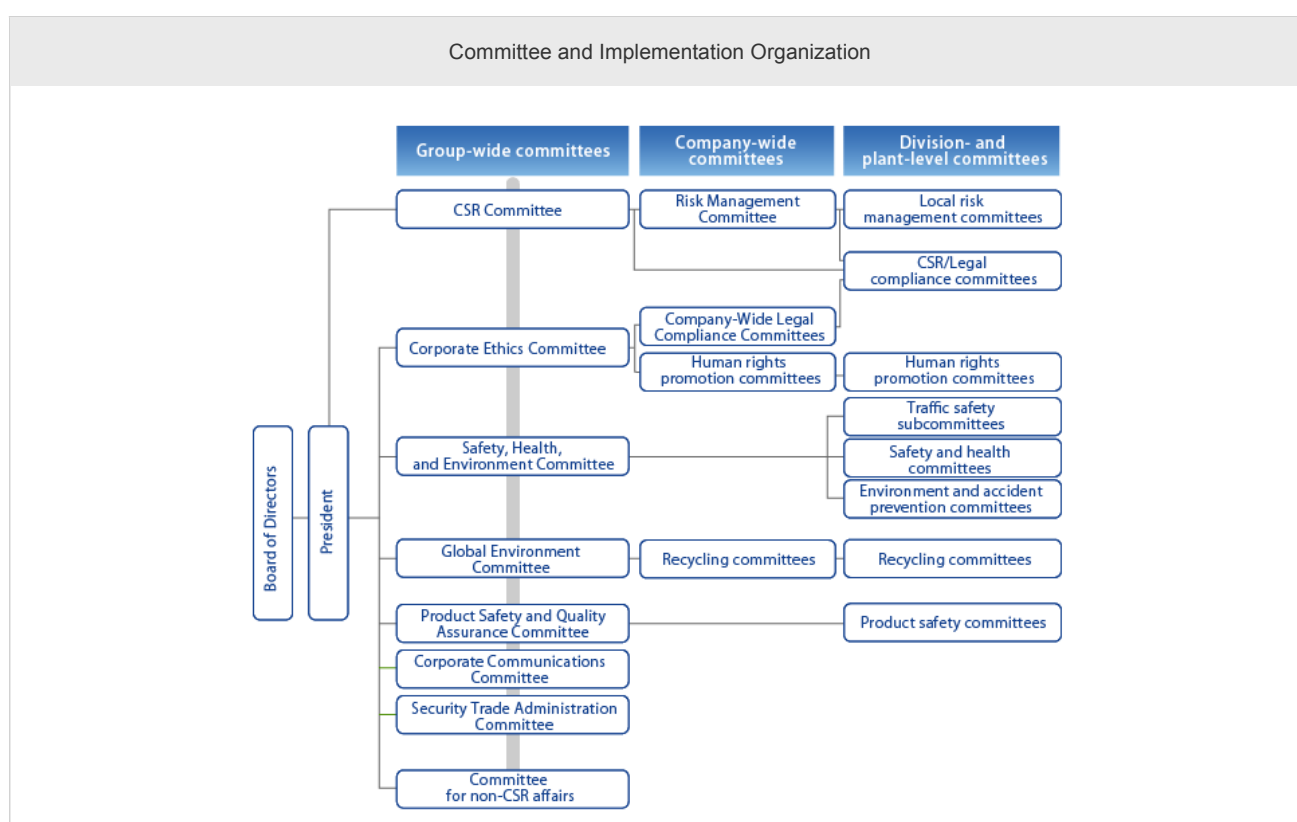 Committee and Implementation Organization
Group-wide committees
Company-wide
committees
Division- and
plant-level committees
CSR Committee
Risk Management
Committee
Local risk
management committees
CSR/Legal
compliance committees
Corporate Ethics Committee
Company-Wide Legal
Compliance Committees
Human rights
promotion committees
Human rights
promotion committees
Traffic safety
subcommittees
Safety, Health,
and Environment Committee
Safety and health
committees
Environment and accident
prevention committees
Board of Directors
President
Global Environment
Committee
Recycling committees
Recycling committees
Product Safety and Quality
Assurance Committee
Product safety committees
Corporate Communications
Committee
Security Trade Administration
Committee
Committee
for non-CSR affairs